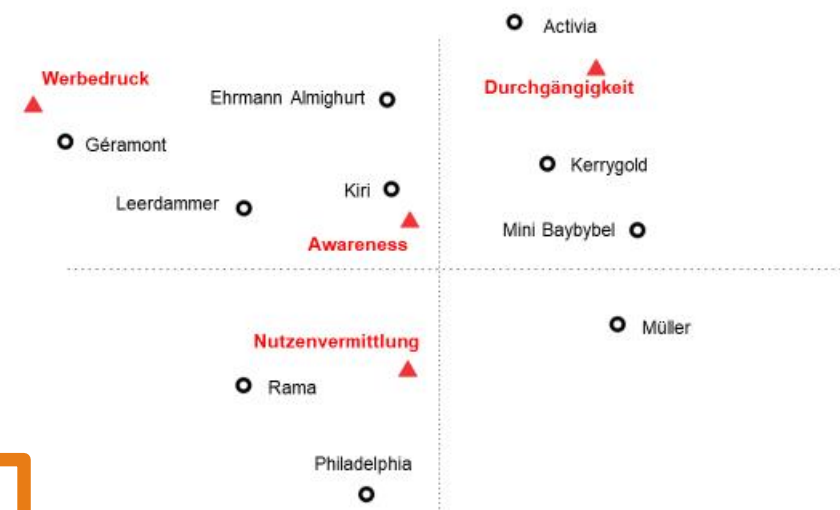 Activia
Werbedruck
Durchgängigkeit
Ehrmann Almighurt
Géramont
Kerrygold
Kiri
Leerdammer
Mini Baybybel
Awareness
Müller
Nutzenvermittlung
Rama
Philadelphia